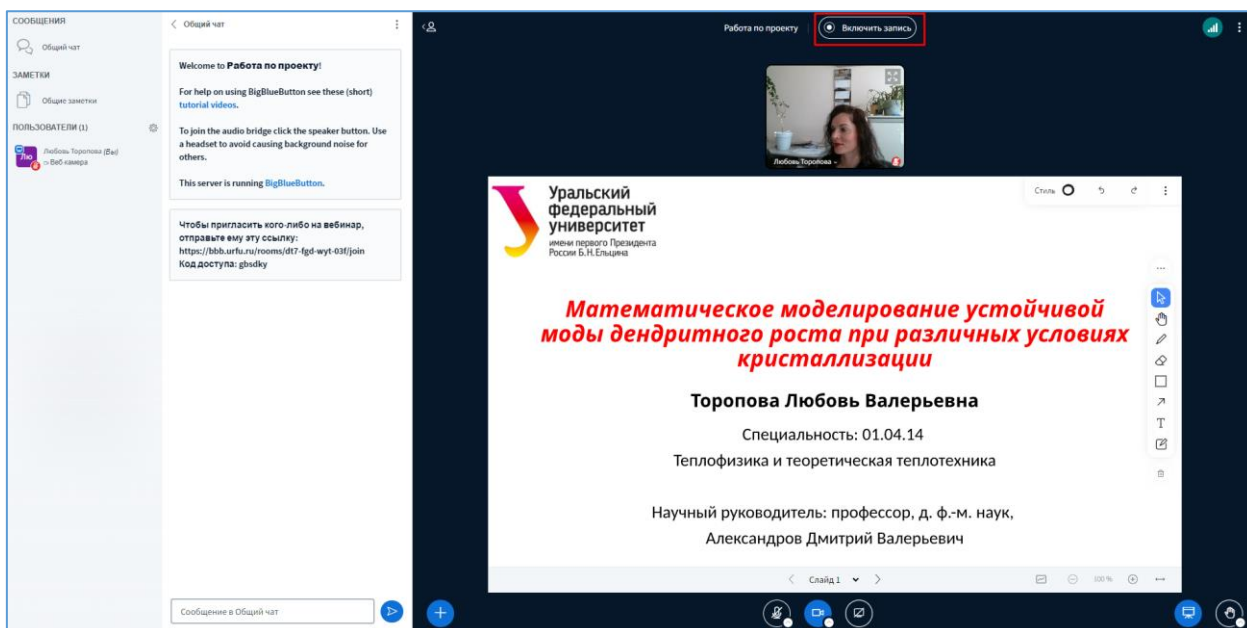 СООБЩЕНИЯ
Общий чат
ЗАМЕТКИ
Общие заметки
ПОЛЬЗОВАТЕЛИ (1)
Лю
Любовь Торопова (Вы)
Веб-камера
Общий чат
Welcome to Работа по проекту!
For help on using BigBlueButton see these (short)
tutorial videos.
To join the audio bridge click the speaker button. Use
a headset to avoid causing background noise for
others.
This server is running BigBlueButton.
Чтобы пригласить кого-либо на вебинар,
отправьте ему эту ссылку:
https://bbb.urfu.ru/rooms/dt7-fgd-wyt-03f/join
Код доступа: gbsdky
Сообщение в Общий чат
Работа по проекту
Включить запись
Любовь Торопова
Уральский
федеральный
университет
имени первого Президента
России Б.Н.Ельцина
Стиль
Математическое моделирование устойчивой
моды дендритного роста при различных условиях
кристаллизации
Торопова Любовь Валерьевна
Специальность: 01.04.14
Теплофизика и теоретическая теплотехника
Научный руководитель: профессор, д. ф.-м. наук,
Александров Дмитрий Валерьевич
T
Слайд 1
100 %